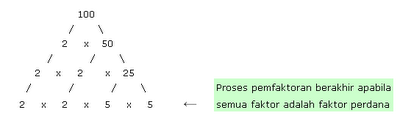 100
/ \
2 x 50
/ / \
2 x 2 x 25
/ / / \
2 x 2 x 5 x 5 ←
Proses pemfaktoran berakhir apabila
semua faktor adalah faktor perdana